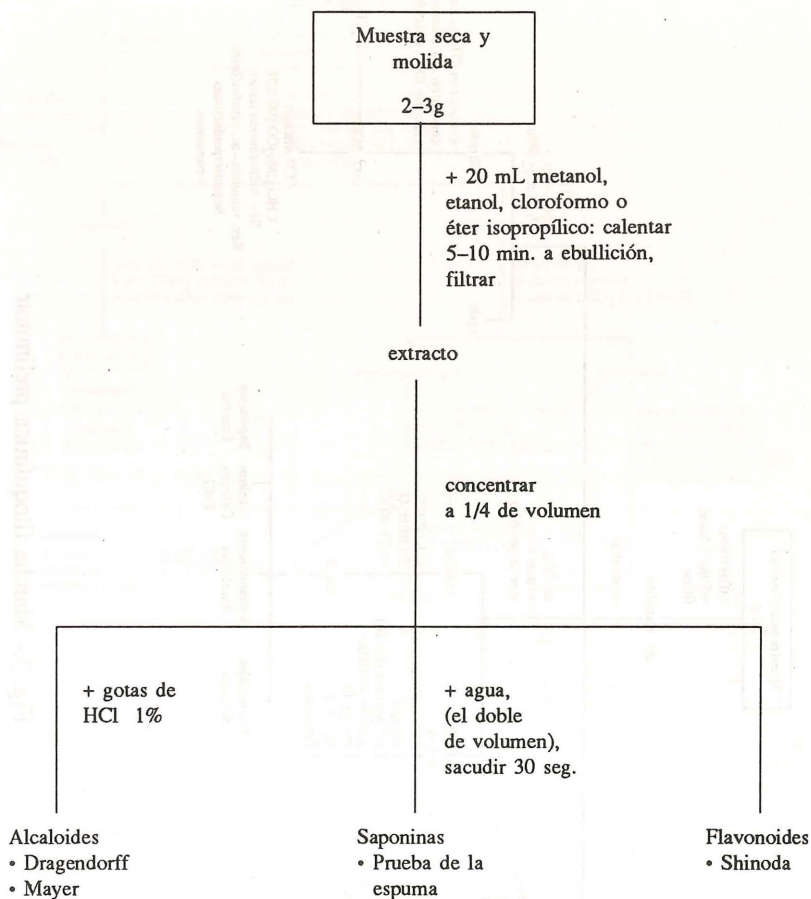 Muestra seca y
molida
2–3g
+ 20 mL metanol,
etanol, cloroformo o
éter isopropílico: calentar
5–10 min. a ebullición,
filtrar
extracto
concentrar
a 1/4 de volumen
+ gotas de
HCl 1%
+ agua,
(el doble
de volumen),
sacudir 30 seg.
Alcaloides
• Dragendorff
• Mayer
Saponinas
• Prueba de la
espuma
Flavonoides
• Shinoda